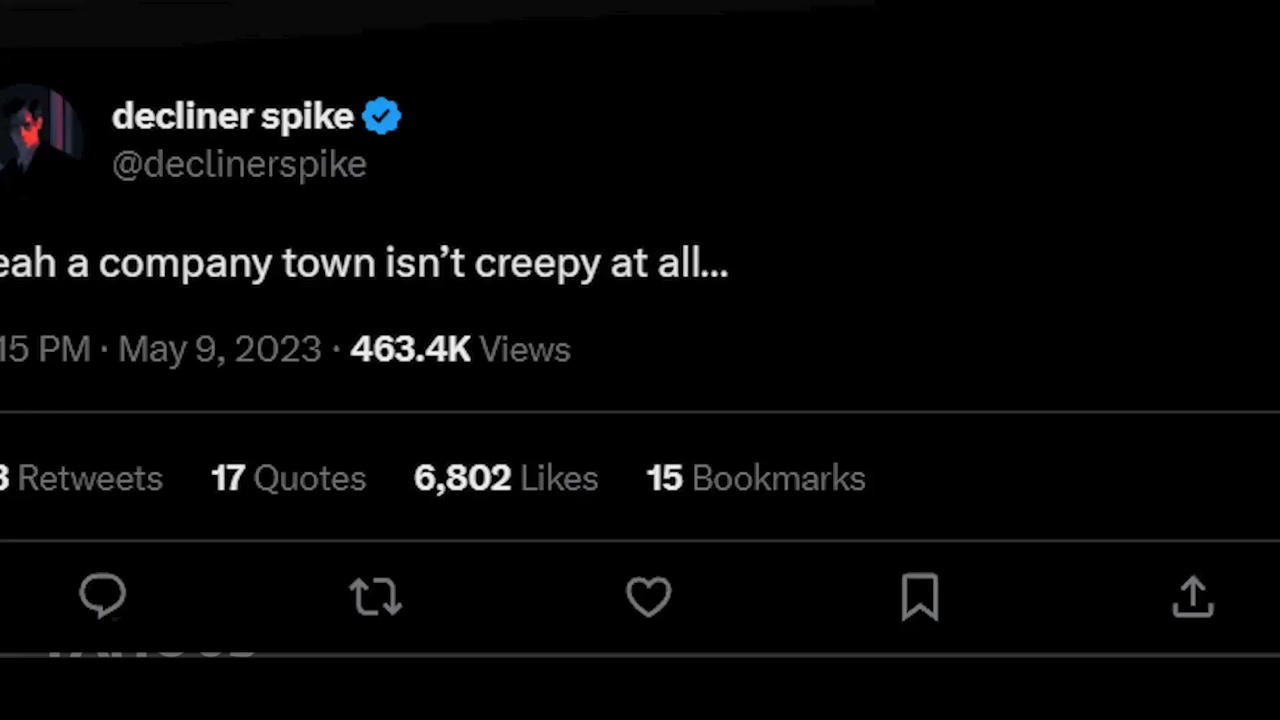 decliner spike
@declinerspike
eah a company town isn’t creepy at all...
15 PM · May 9, 2023 · 463.4K Views
Retweets 17 Quotes 6,802 Likes 15 Bookmarks